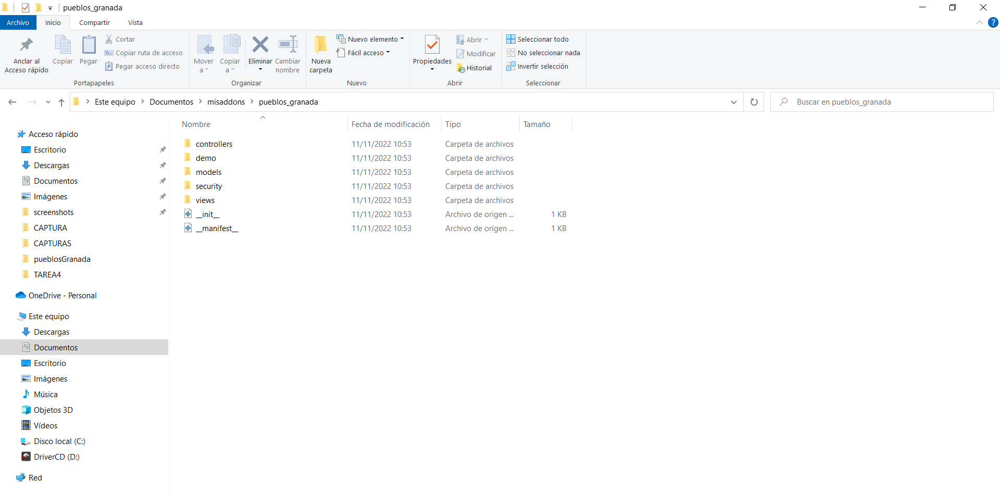 pueblos_granada
Archivo Inicio Compartir Vista
Anclar al
Acceso rápido
Copiar
Pegar
Cortar
Copiar ruta de acceso
Pegar acceso directo
Portapapeles
Mover
a
Copiar
a
Eliminar
Cambiar
nombre
Organizar
Nueva
carpeta
Nuevo elemento
Fácil acceso
Nuevo
Propiedades
Abrir
Modificar
Historial
Abrir
Seleccionar todo
No seleccionar nada
Invertir selección
Seleccionar
Este equipo > Documentos > misaddons > pueblos_granada
Buscar en pueblos_granada
Acceso rápido
Escritorio
Descargas
Documentos
Imágenes
screenshots
CAPTURA
CAPTURAS
pueblosGranada
TAREA4
OneDrive - Personal
Este equipo
Descargas
Documentos
Escritorio
Imágenes
Música
Objetos 3D
Vídeos
Disco local (C:)
DriverCD (D:)
Red
Nombre Fecha de modificación Tipo Tamaño
controllers 11/11/2022 10:53 Carpeta de archivos
demo 11/11/2022 10:53 Carpeta de archivos
models 11/11/2022 10:53 Carpeta de archivos
security 11/11/2022 10:53 Carpeta de archivos
views 11/11/2022 10:53 Carpeta de archivos
__init__ 11/11/2022 10:53 Archivo de origen ... 1 KB
__manifest__ 11/11/2022 10:53 Archivo de origen ... 1 KB